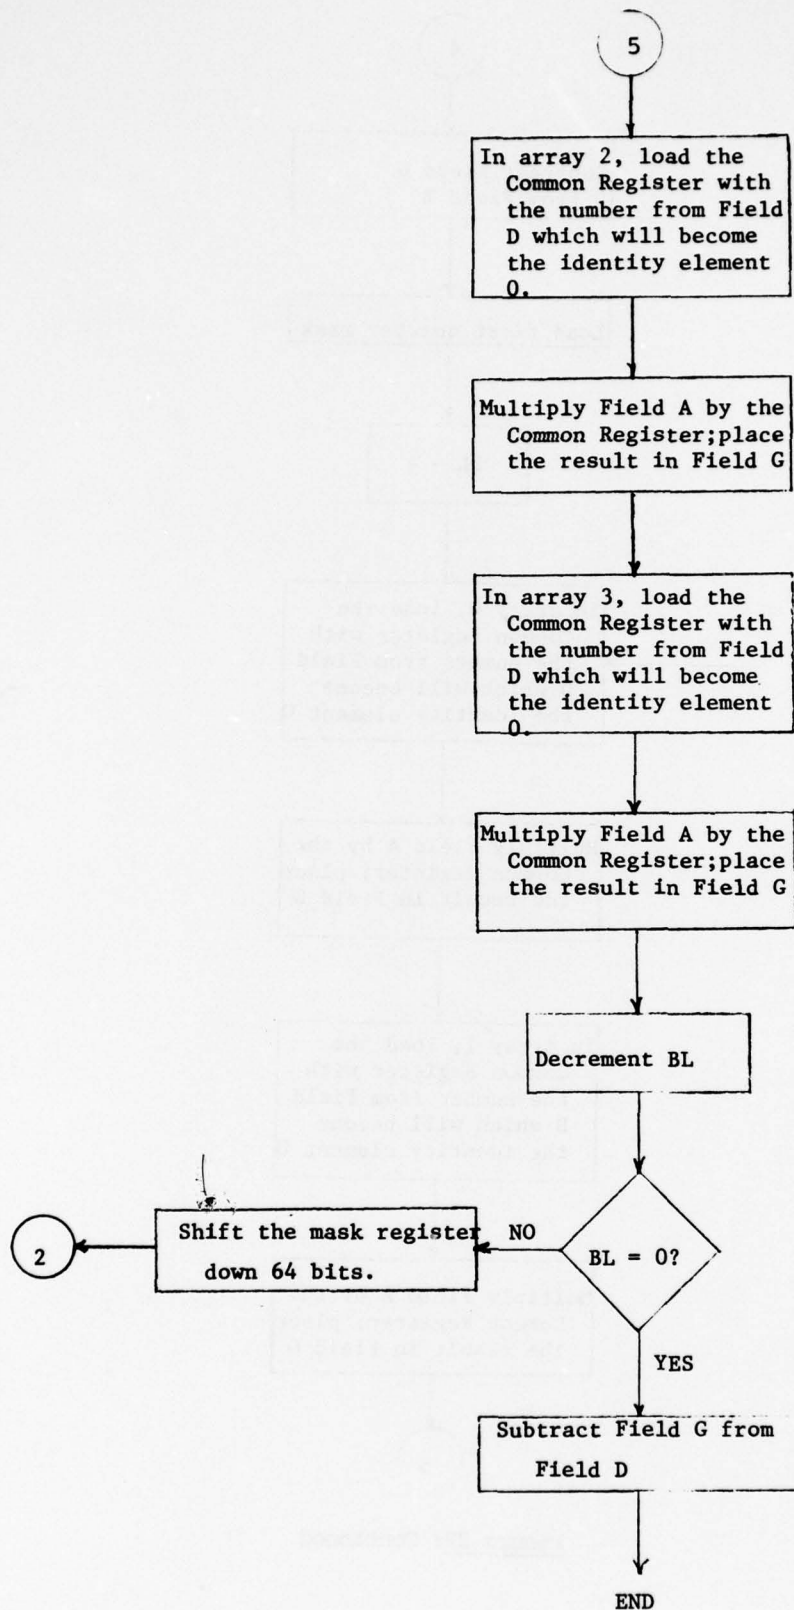 5
In array 2, load the
Common Register with
the number from Field
D which will become
the identity element
0.
Multiply Field A by the
Common Register;place
the result in Field G
In array 3, load the
Common Register with
the number from Field
D which will become
the identity element
0.
Multiply Field A by the
Common Register;place
the result in Field G
Decrement BL
BL = 0?
NO
Shift the mask register
down 64 bits.
2
YES
Subtract Field G from
Field D
END